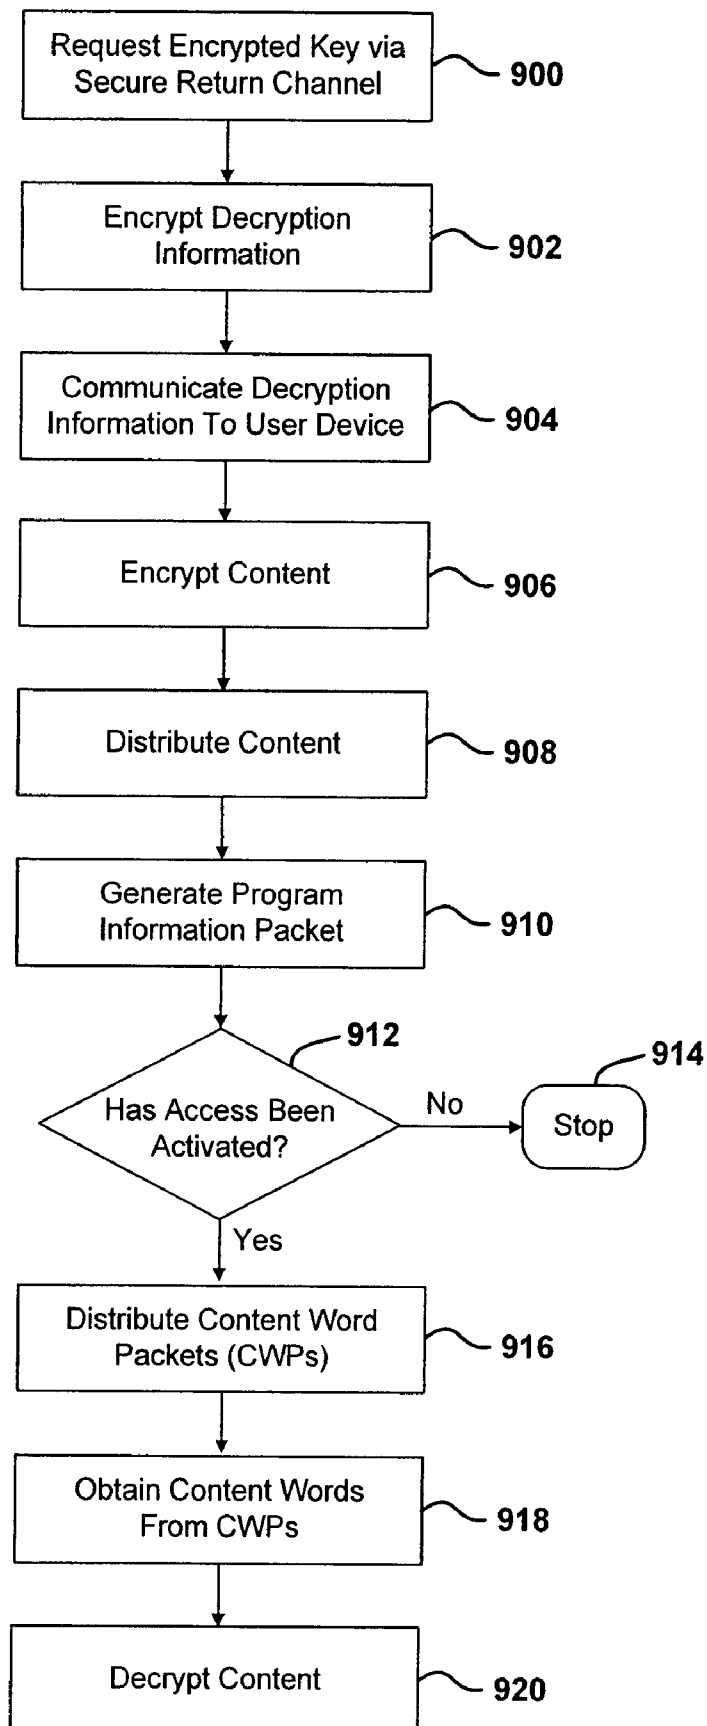 Request Encrypted Key via
Secure Return Channel
900
Encrypt Decryption
Information
902
Communicate Decryption
Information To User Device
904
Encrypt Content
906
Distribute Content
908
Generate Program
Information Packet
910
912
Has Access Been
Activated?
No
914
Stop
Yes
Distribute Content Word
Packets (CWPs)
916
Obtain Content Words
From CWPs
918
Decrypt Content
920